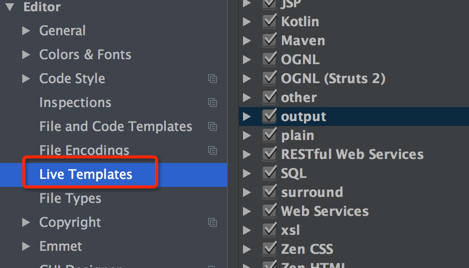 Editor
General
Colors & Fonts
Code Style
Inspections
File and Code Templates
File Encodings
Live Templates
File Types
Copyright
Emmet
GUI Designer
JSP
Kotlin
Maven
OGNL
OGNL (Struts 2)
other
output
plain
RESTful Web Services
SQL
surround
Web Services
xsl
Zen CSS
Zen HTML